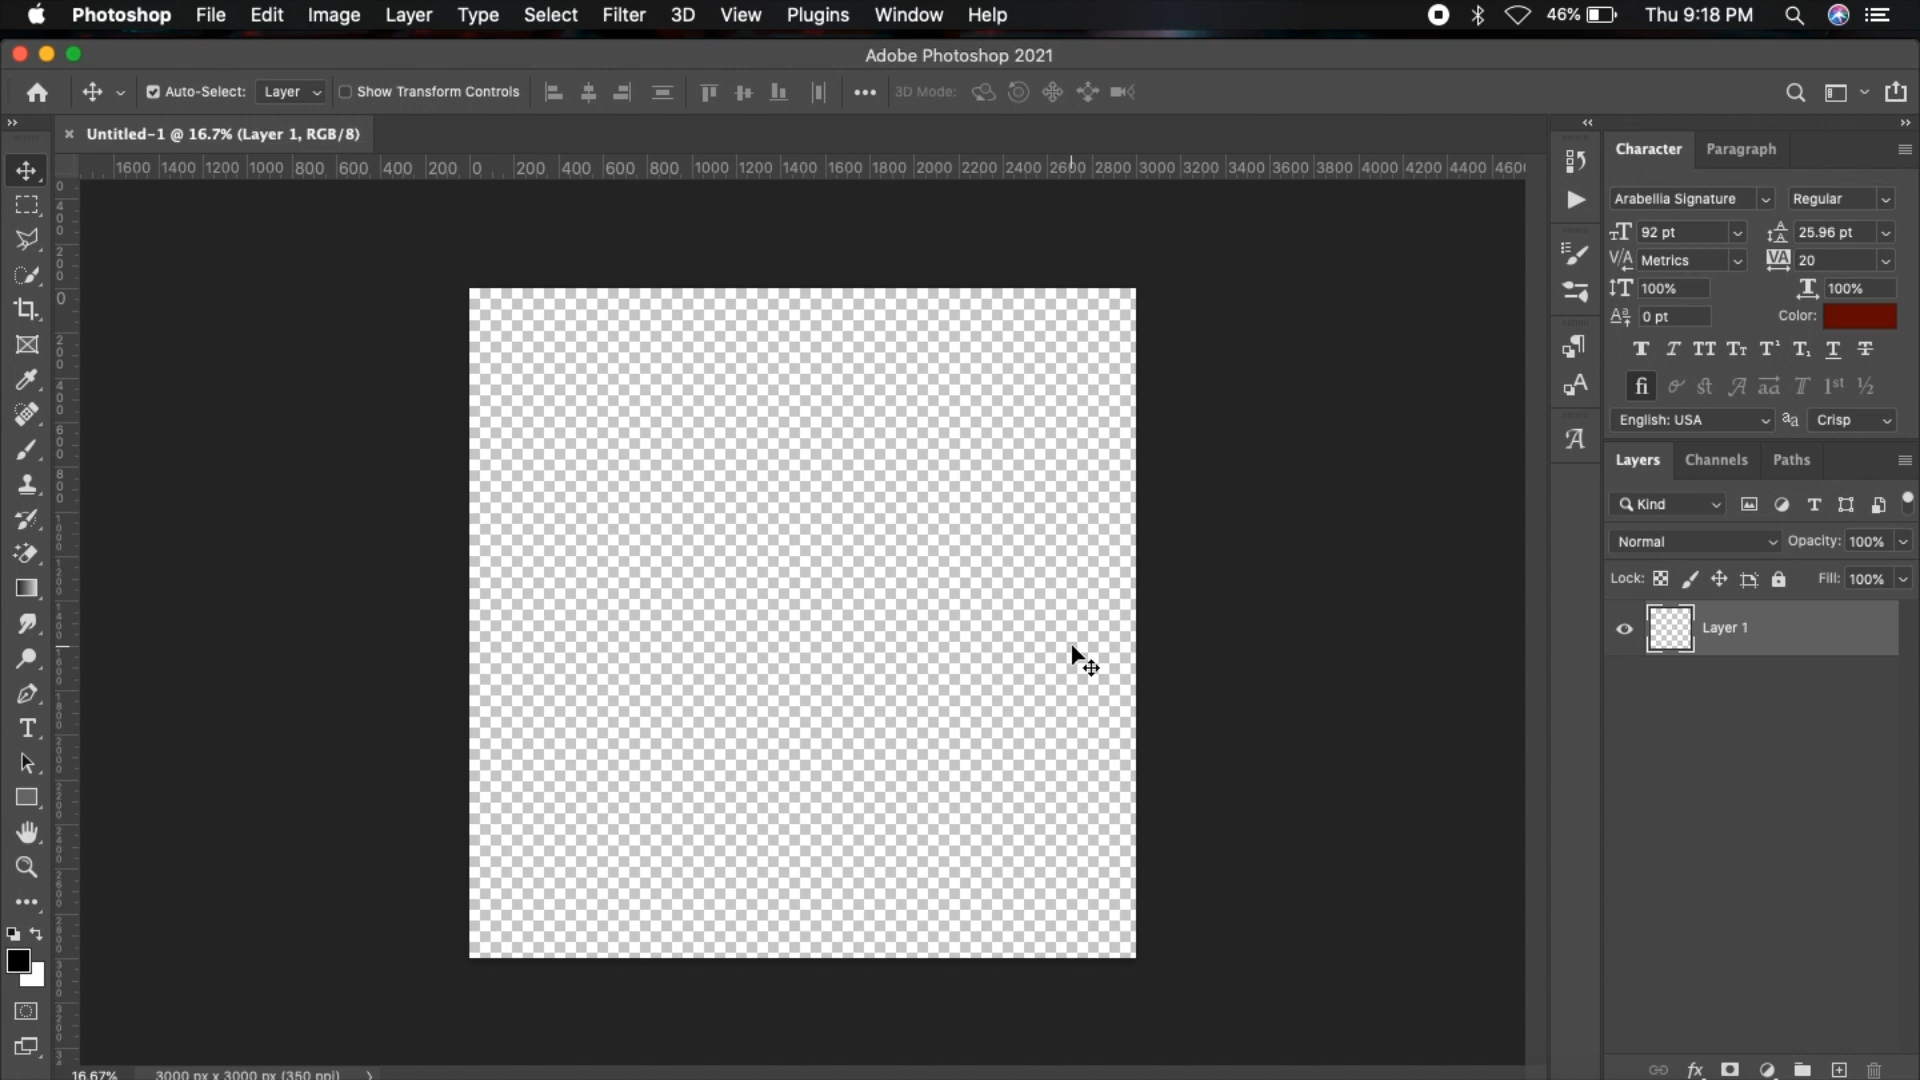 Photoshop File Edit Image Layer Type Select Filter 3D View Plugins Window Help 46% Thu 9:18 PM
Adobe Photoshop 2021
Auto-Select: Layer Show Transform Controls 3D Mode:
Untitled-1 @ 16.7% (Layer 1, RGB/8)
1600 1400 1200 1000 800 600 400 200 0 200 400 600 800 1000 1200 1400 1600 1800 2000 2200 2400 2600 2800 3000 3200 3400 3600 3800 4000 4200 4400 4600
Character Paragraph
Arabella Signature Regular
92 pt 25.96 pt
Metrics 20
100% 100%
0 pt Color:
English: USA Crisp
Layers Channels Paths
Kind
Normal Opacity: 100%
Lock: Fill: 100%
Layer 1
16.67% 3000 px x 3000 px (350 ppi)